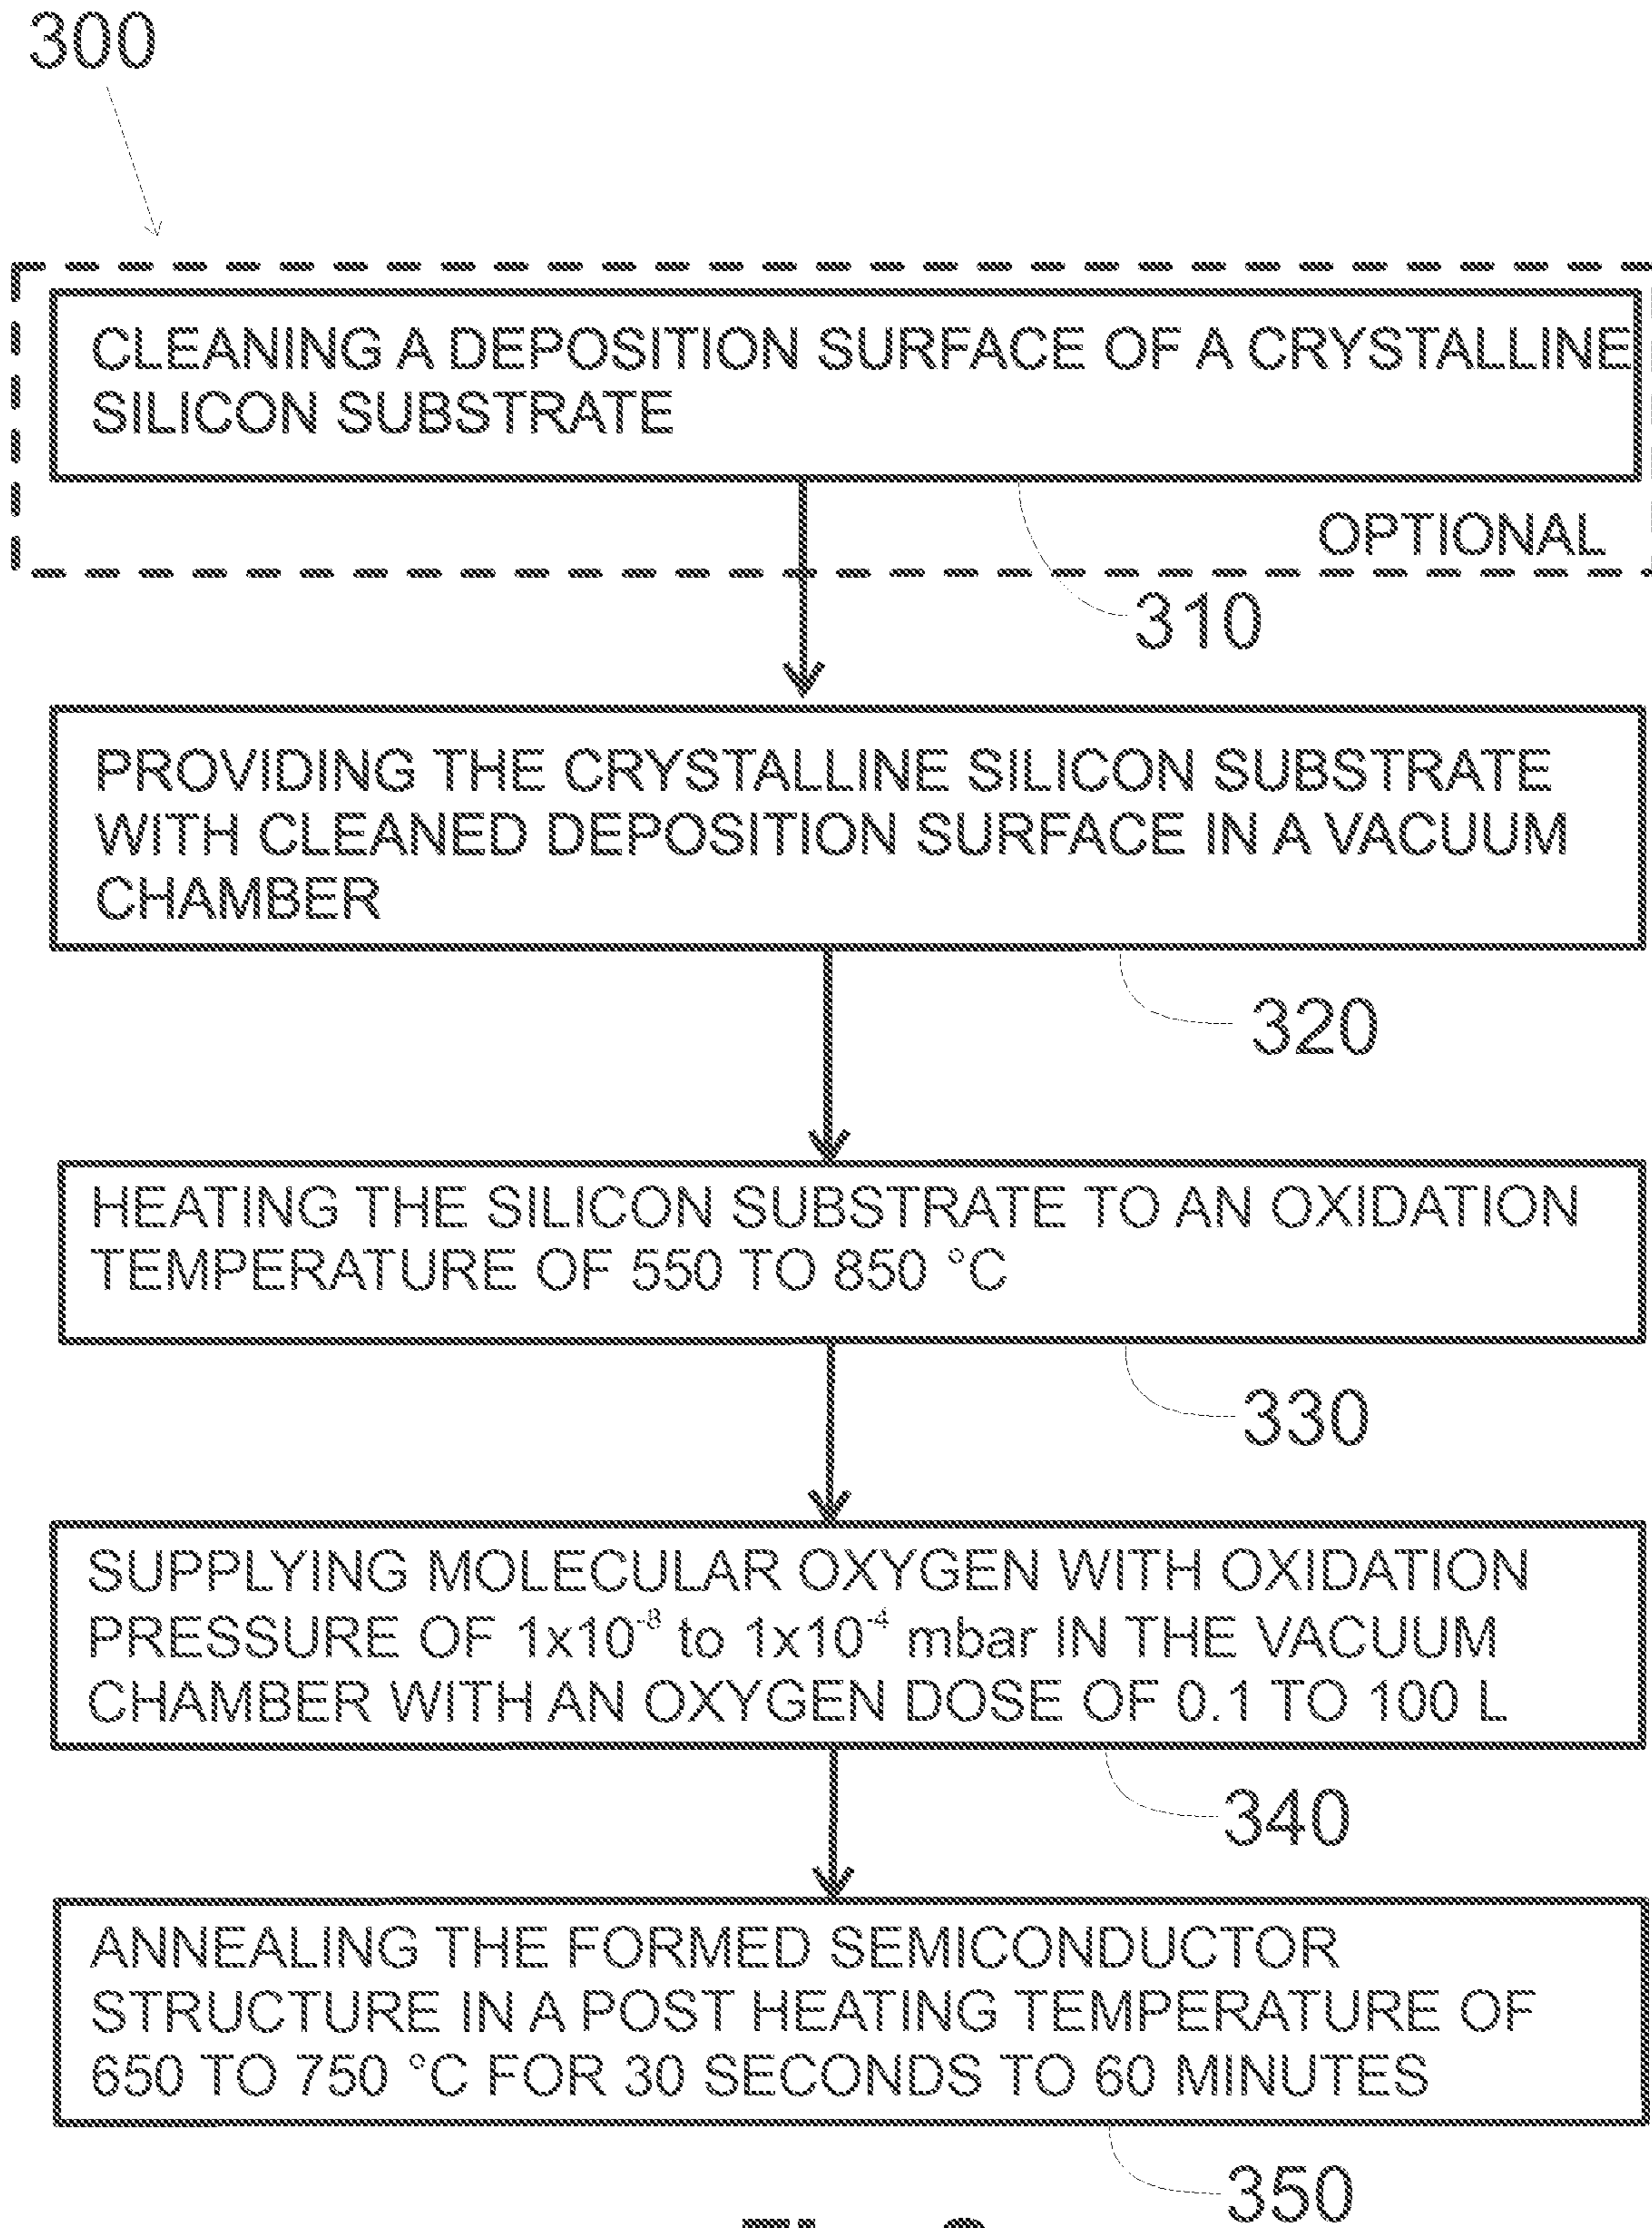 300
CLEANING A DEPOSITION SURFACE OF A CRYSTALLINE
SILICON SUBSTRATE
OPTIONAL
310
PROVIDING THE CRYSTALLINE SILICON SUBSTRATE
WITH CLEANED DEPOSITION SURFACE IN A VACUUM
CHAMBER
320
HEATING THE SILICON SUBSTRATE TO AN OXIDATION
TEMPERATURE OF 550 TO 850 °C
330
SUPPLYING MOLECULAR OXYGEN WITH OXIDATION
PRESSURE OF 1x10⁻⁸ to 1x10⁻⁴ mbar IN THE VACUUM
CHAMBER WITH AN OXYGEN DOSE OF 0.1 TO 100 L
340
ANNEALING THE FORMED SEMICONDUCTOR
STRUCTURE IN A POST HEATING TEMPERATURE OF
650 TO 750 °C FOR 30 SECONDS TO 60 MINUTES
350